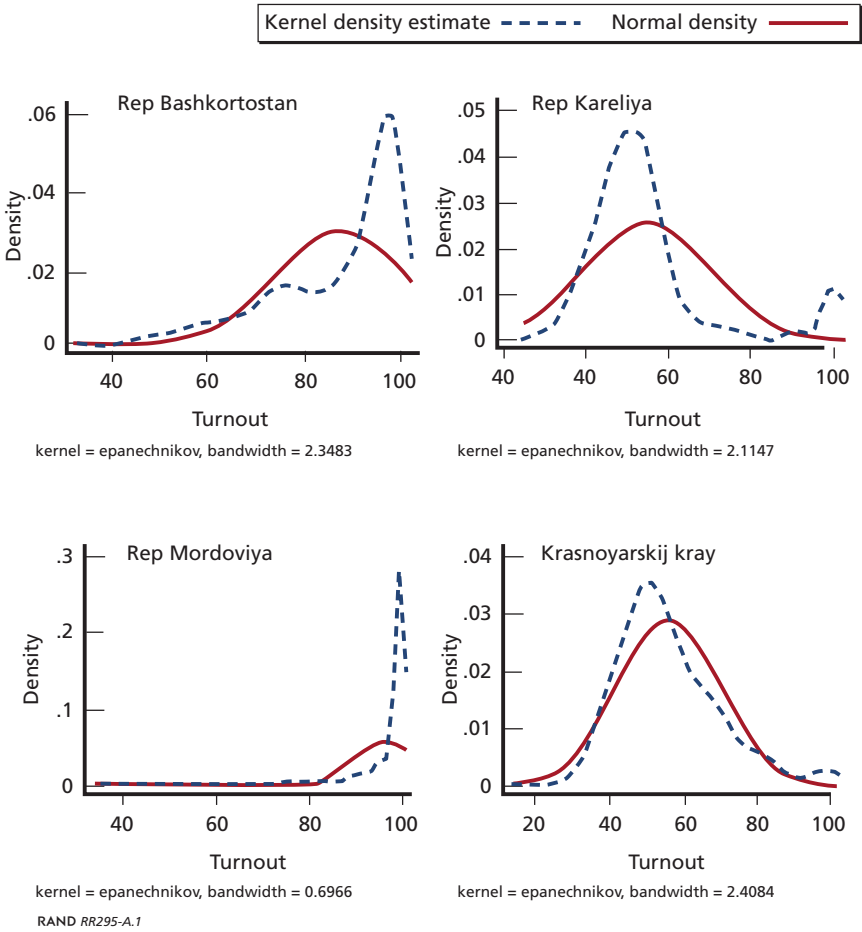 Kernel density estimate Normal density
Rep Bashkortostan
.06
.04
.02
0
Density
40 60 80 100
Turnout
kernel = epanechnikov, bandwidth = 2.3483
Rep Kareliya
.05
.04
.03
.02
.01
0
Density
40 40 60 80 100
Turnout
kernel = epanechnikov, bandwidth = 2.1147
Rep Mordoviya
.3
.2
.1
0
Density
40 60 80 100
Turnout
kernel = epanechnikov, bandwidth = 0.6966
Krasnoyarskij kray
.04
.03
.02
.01
0
Density
20 40 60 80 100
Turnout
kernel = epanechnikov, bandwidth = 2.4084
RAND RR295-A.1